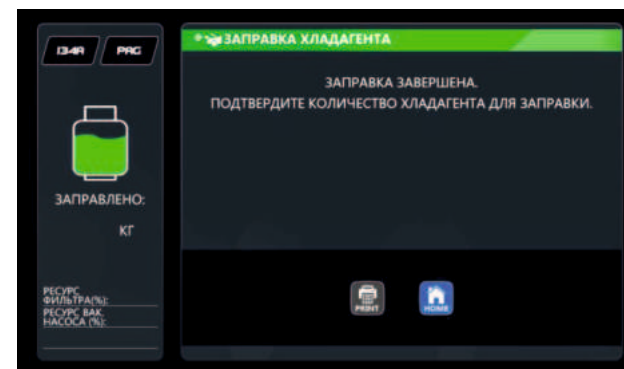 134A PAG
ЗАПРАВЛЕНО:
КГ
РЕСУРС
ФИЛЬТРА(%):
РЕСУРС ВАК.
НАСОСА (%):
ЗАПРАВКА ХЛАДАГЕНТА
ЗАПРАВКА ЗАВЕРШЕНА.
ПОДТВЕРДИТЕ КОЛИЧЕСТВО ХЛАДАГЕНТА ДЛЯ ЗАПРАВКИ.
PRINT
HOME